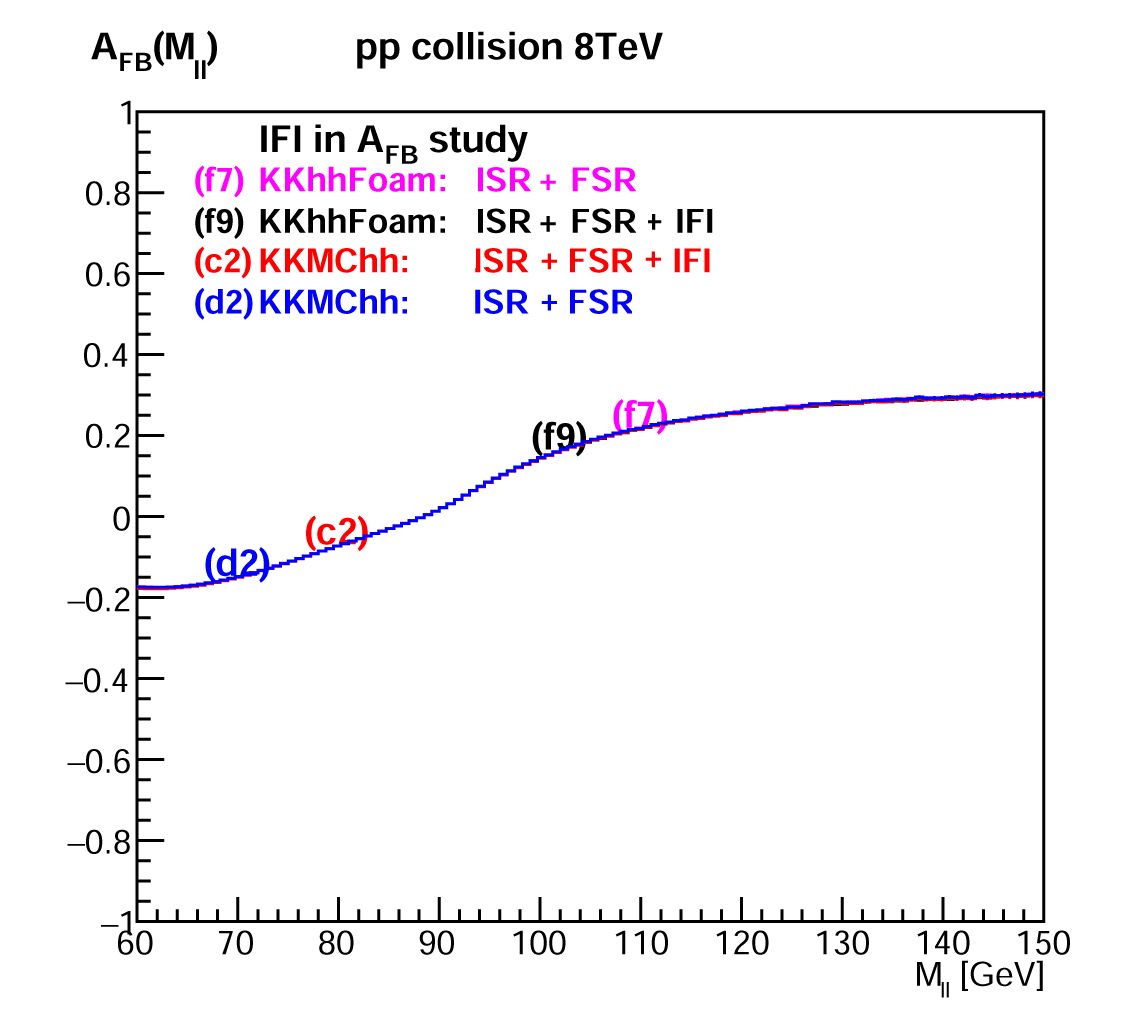 A_FB(M_ll) pp collision 8TeV
1
IFI in A_FB study
(f7) KKhhFoam: ISR + FSR
0.8
(f9) KKhhFoam: ISR + FSR + IFI
(c2) KKMChh: ISR + FSR + IFI
0.6
(d2) KKMChh: ISR + FSR
0.4
(f7)
0.2
(f9)
0
(c2)
(d2)
−0.2
−0.4
−0.6
−0.8
−1
60 70 80 90 100 110 120 130 140 150
M_ll [GeV]